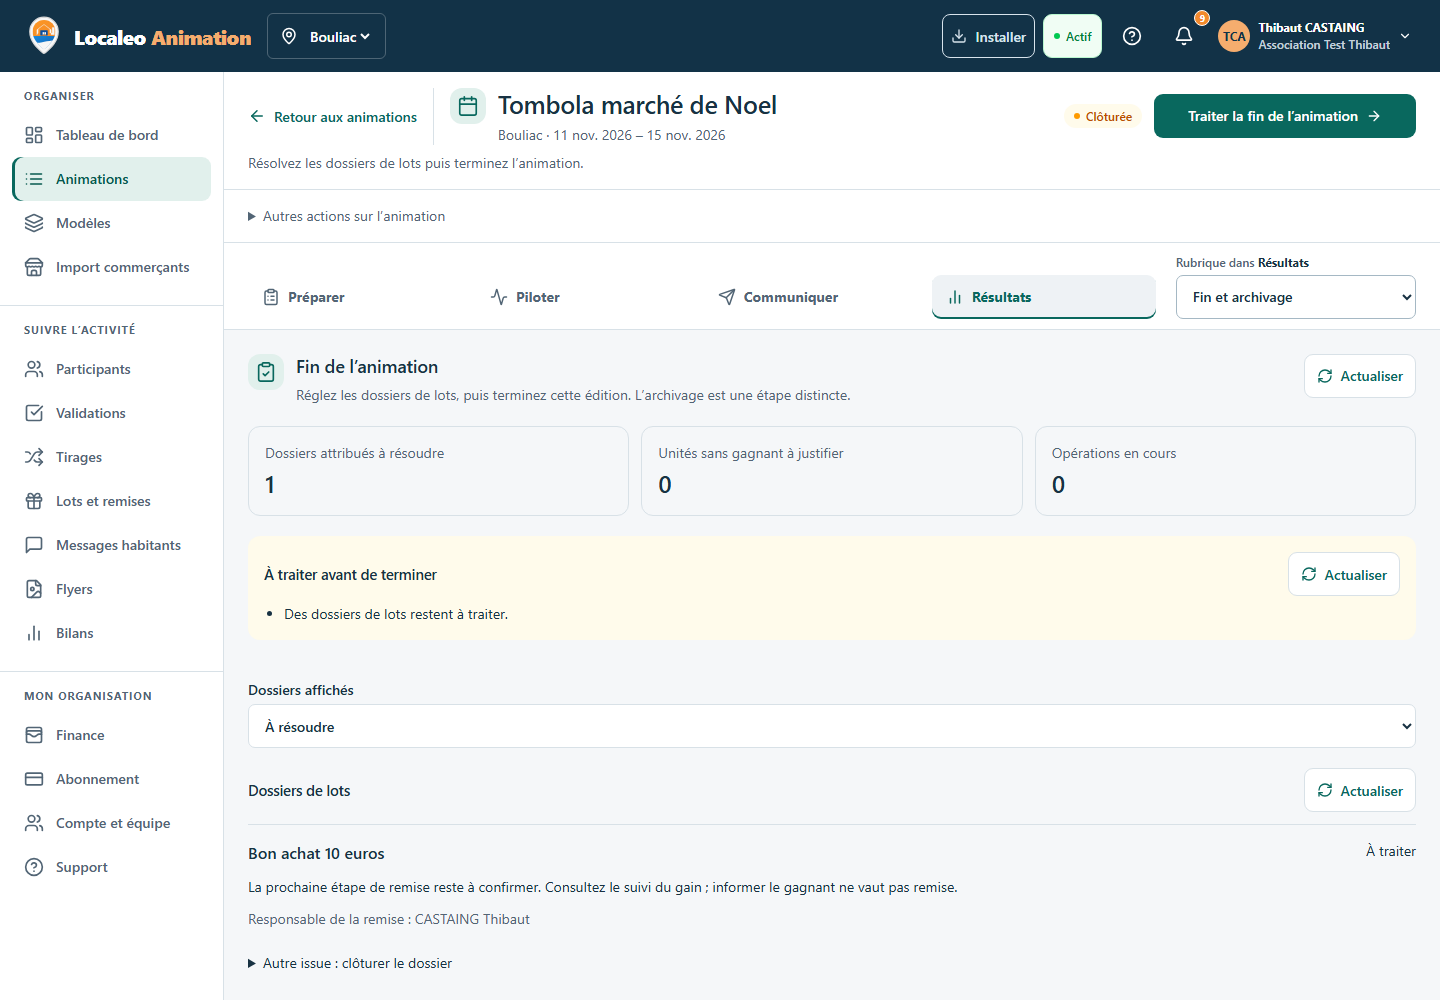 Localeo Animation
Bouliac
Installer
Actif
9
TCA
Thibaut CASTAING
Association Test Thibaut
ORGANISER
Tableau de bord
Animations
Modèles
Import commerçants
SUIVRE L'ACTIVITÉ
Participants
Validations
Tirages
Lots et remises
Messages habitants
Flyers
Bilans
MON ORGANISATION
Finance
Abonnement
Compte et équipe
Support
Retour aux animations
Tombola marché de Noel
Bouliac · 11 nov. 2026 – 15 nov. 2026
Clôturée
Traiter la fin de l'animation
Résolvez les dossiers de lots puis terminez l'animation.
Autres actions sur l'animation
Préparer
Piloter
Communiquer
Résultats
Rubrique dans Résultats
Fin et archivage
Fin de l'animation
Réglez les dossiers de lots, puis terminez cette édition. L'archivage est une étape distincte.
Actualiser
Dossiers attribués à résoudre
1
Unités sans gagnant à justifier
0
Opérations en cours
0
À traiter avant de terminer
Actualiser
Des dossiers de lots restent à traiter.
Dossiers affichés
À résoudre
Dossiers de lots
Actualiser
Bon achat 10 euros
À traiter
La prochaine étape de remise reste à confirmer. Consultez le suivi du gain ; informer le gagnant ne vaut pas remise.
Responsable de la remise : CASTAING Thibaut
Autre issue : clôturer le dossier